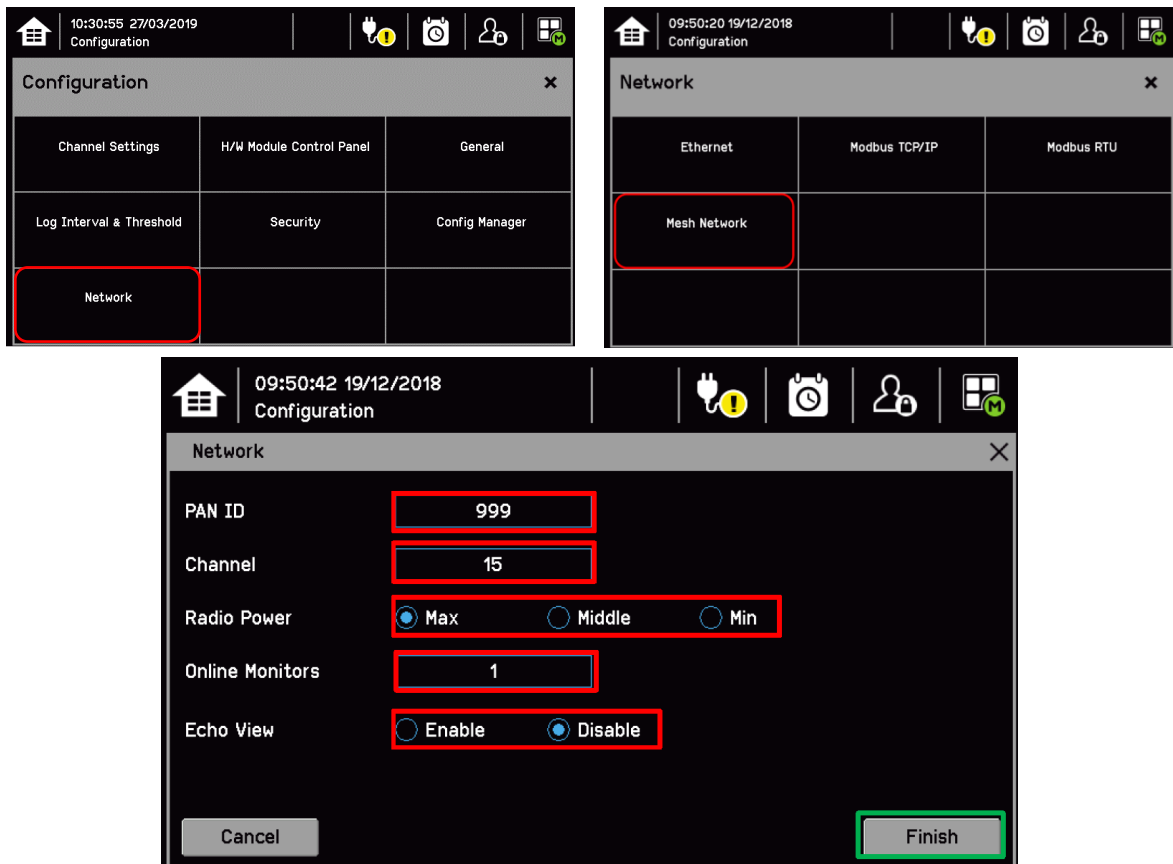 10:30:55 27/03/2019
Configuration
Configuration
Channel Settings H/W Module Control Panel General
Log Interval & Threshold Security Config Manager
Network
09:50:20 19/12/2018
Configuration
Network
Ethernet Modbus TCP/IP Modbus RTU
Mesh Network
09:50:42 19/12/2018
Configuration
Network
PAN ID 999
Channel 15
Radio Power Max Middle Min
Online Monitors 1
Echo View Enable Disable
Cancel Finish